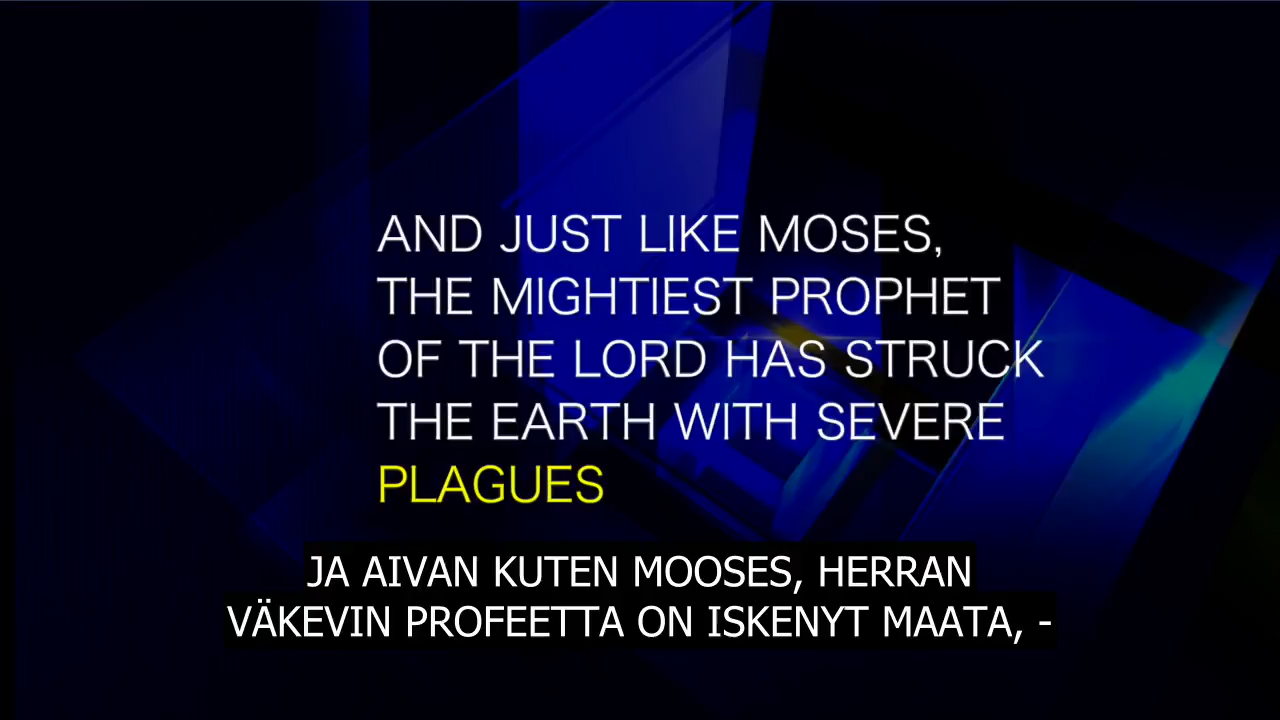 AND JUST LIKE MOSES,
THE MIGHTIEST PROPHET
OF THE LORD HAS STRUCK
THE EARTH WITH SEVERE
PLAGUES
JA AIVAN KUTEN MOOSES, HERRAN
VÄKEVIN PROFEETTA ON ISKENYT MAATA, -